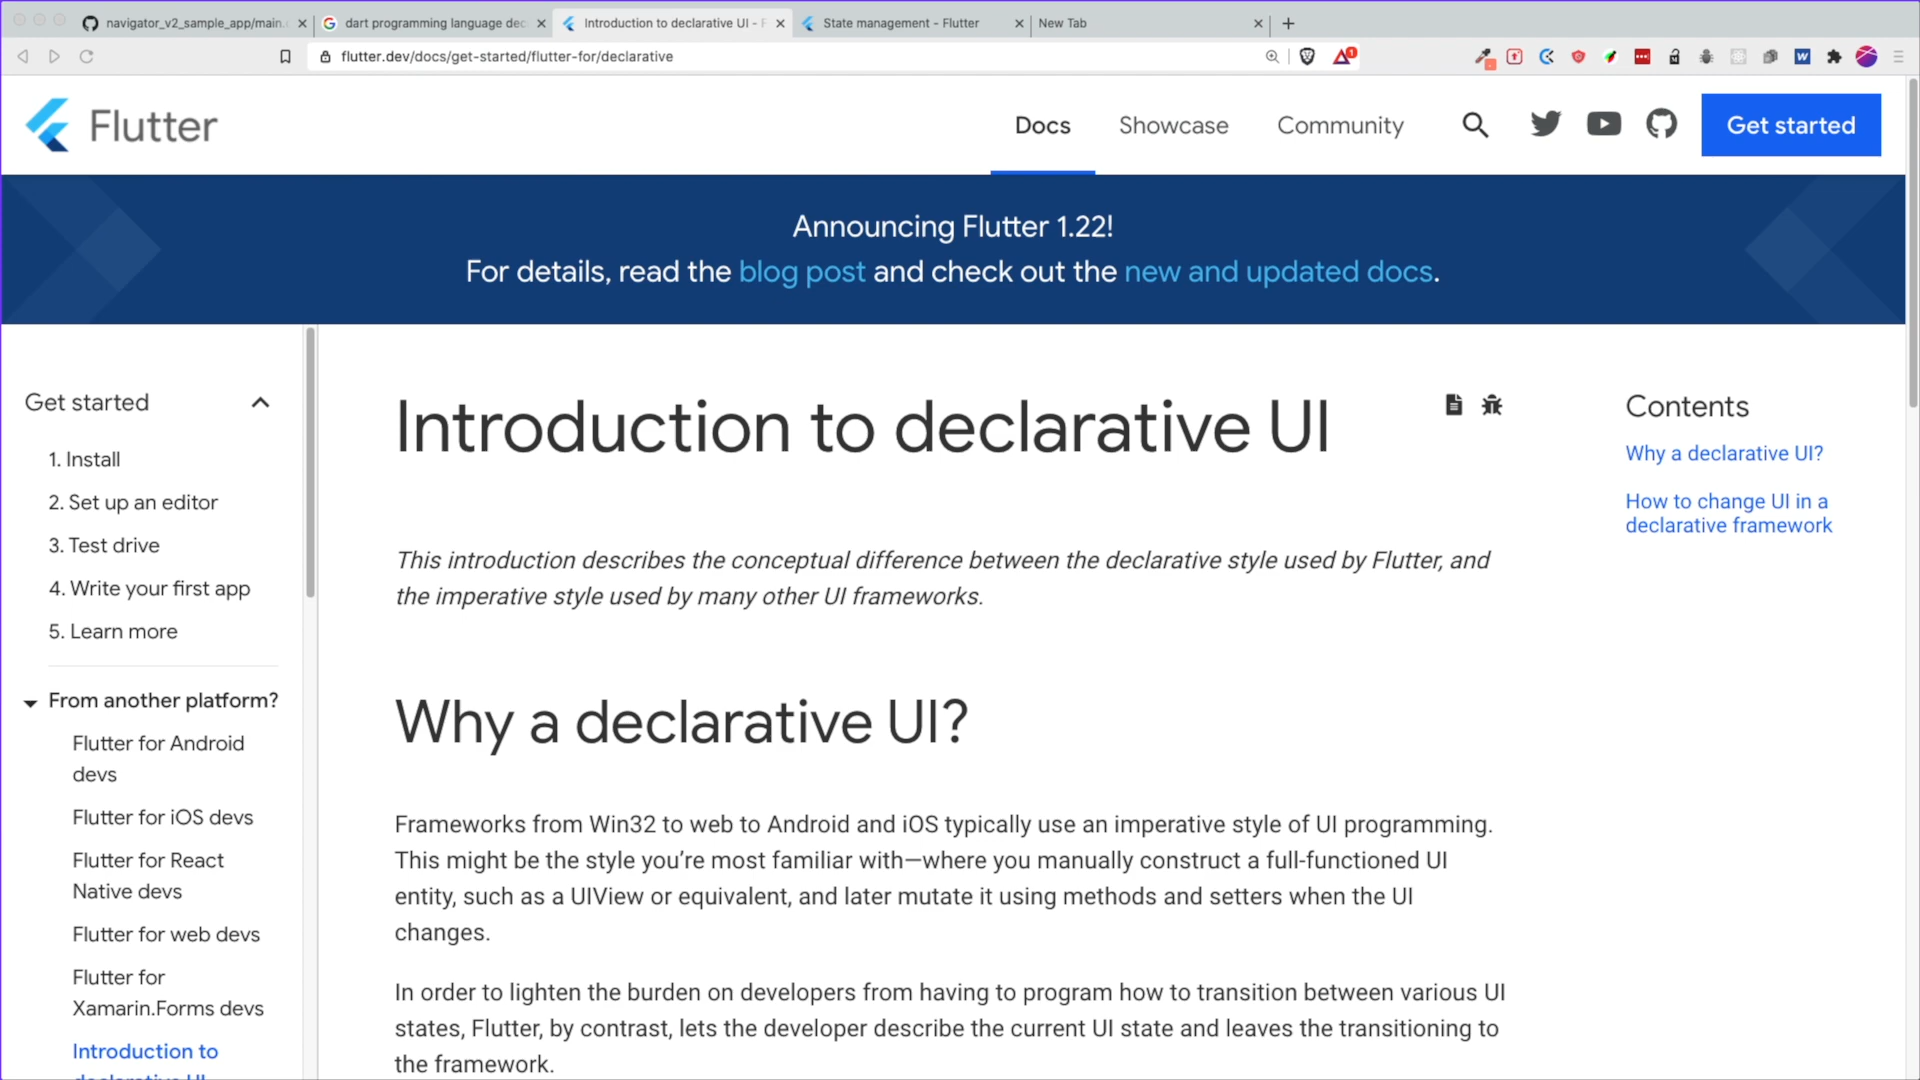 navigator_v2_sample_app/main.
dart programming language dec
Introduction to declarative UI - F
State management - Flutter
New Tab
flutter.dev/docs/get-started/flutter-for/declarative
Flutter
Docs
Showcase
Community
Get started
Announcing Flutter 1.22!
For details, read the blog post and check out the new and updated docs.
Get started
1. Install
2. Set up an editor
3. Test drive
4. Write your first app
5. Learn more
From another platform?
Flutter for Android
devs
Flutter for iOS devs
Flutter for React
Native devs
Flutter for web devs
Flutter for
Xamarin.Forms devs
Introduction to
declarative UI
Introduction to declarative UI
This introduction describes the conceptual difference between the declarative style used by Flutter, and
the imperative style used by many other UI frameworks.
Why a declarative UI?
Frameworks from Win32 to web to Android and iOS typically use an imperative style of UI programming.
This might be the style you’re most familiar with—where you manually construct a full-functioned UI
entity, such as a UIView or equivalent, and later mutate it using methods and setters when the UI
changes.
In order to lighten the burden on developers from having to program how to transition between various UI
states, Flutter, by contrast, lets the developer describe the current UI state and leaves the transitioning to
the framework.
Contents
Why a declarative UI?
How to change UI in a
declarative framework